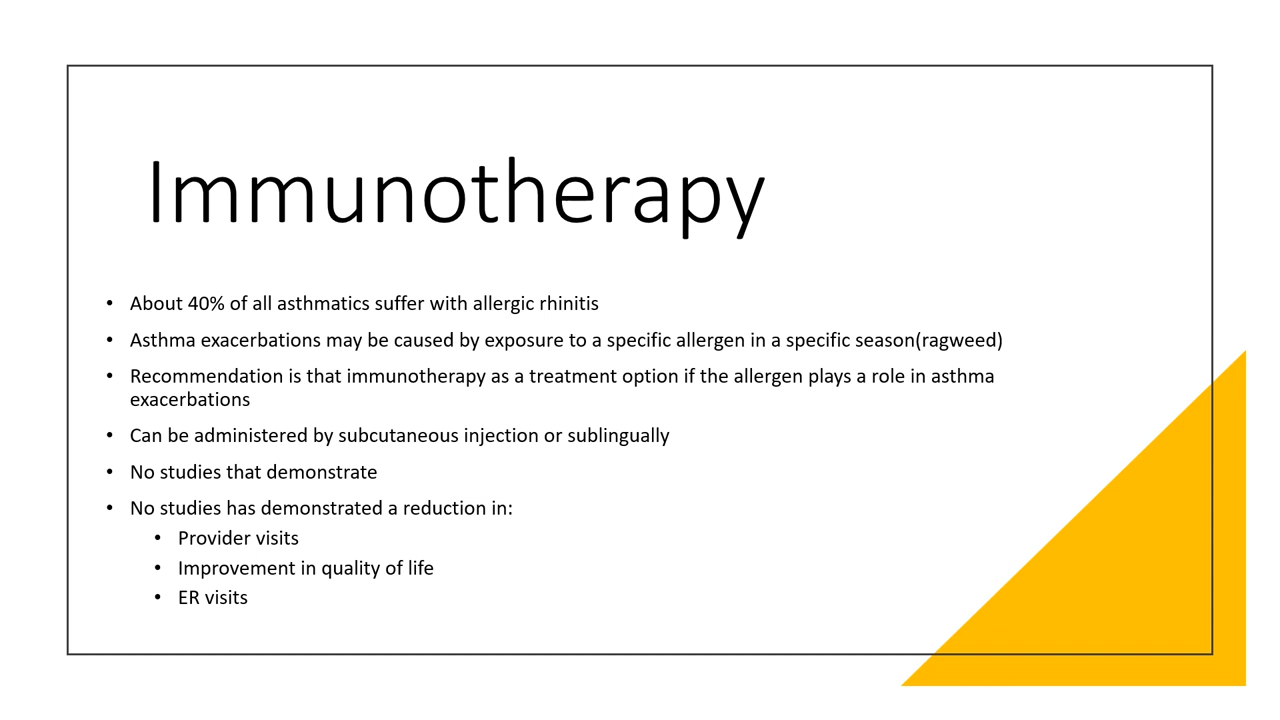 Immunotherapy
• About 40% of all asthmatics suffer with allergic rhinitis
• Asthma exacerbations may be caused by exposure to a specific allergen in a specific season(ragweed)
• Recommendation is that immunotherapy as a treatment option if the allergen plays a role in asthma
exacerbations
• Can be administered by subcutaneous injection or sublingually
• No studies that demonstrate
• No studies has demonstrated a reduction in:
• Provider visits
• Improvement in quality of life
• ER visits